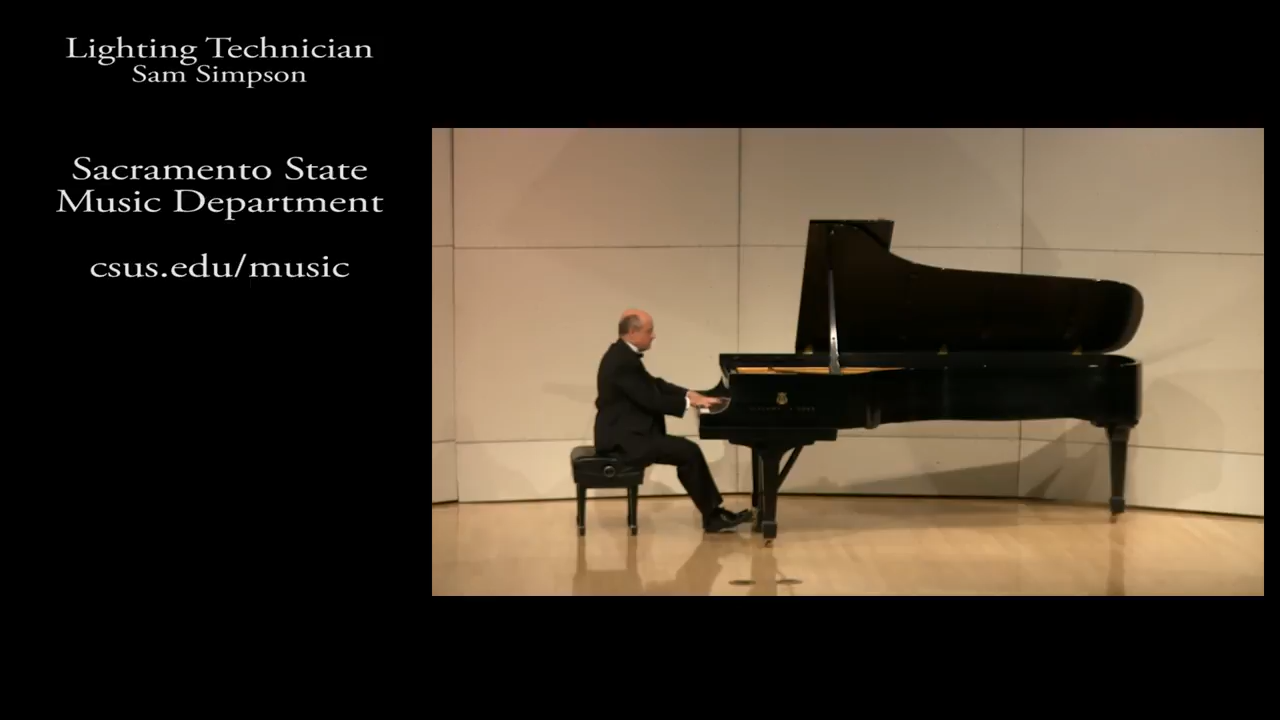 Lighting Technician
Sam Simpson
Sacramento State
Music Department
csus.edu/music